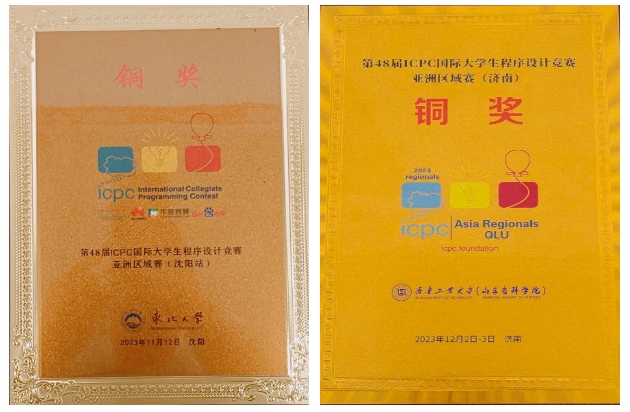 铜 奖
icpc International Collegiate
Programming Contest
第48届ICPC国际大学生程序设计竞赛
亚洲区域赛（沈阳站）
东北大学
2023年11月12日 沈阳
第48届ICPC国际大学生程序设计竞赛
亚洲区域赛（济南）
铜 奖
2023
regionals
icpc Asia Regionals
QLU
icpc.foundation
齐鲁工业大学(山东省科学院)
2023年12月2日-3日 济南